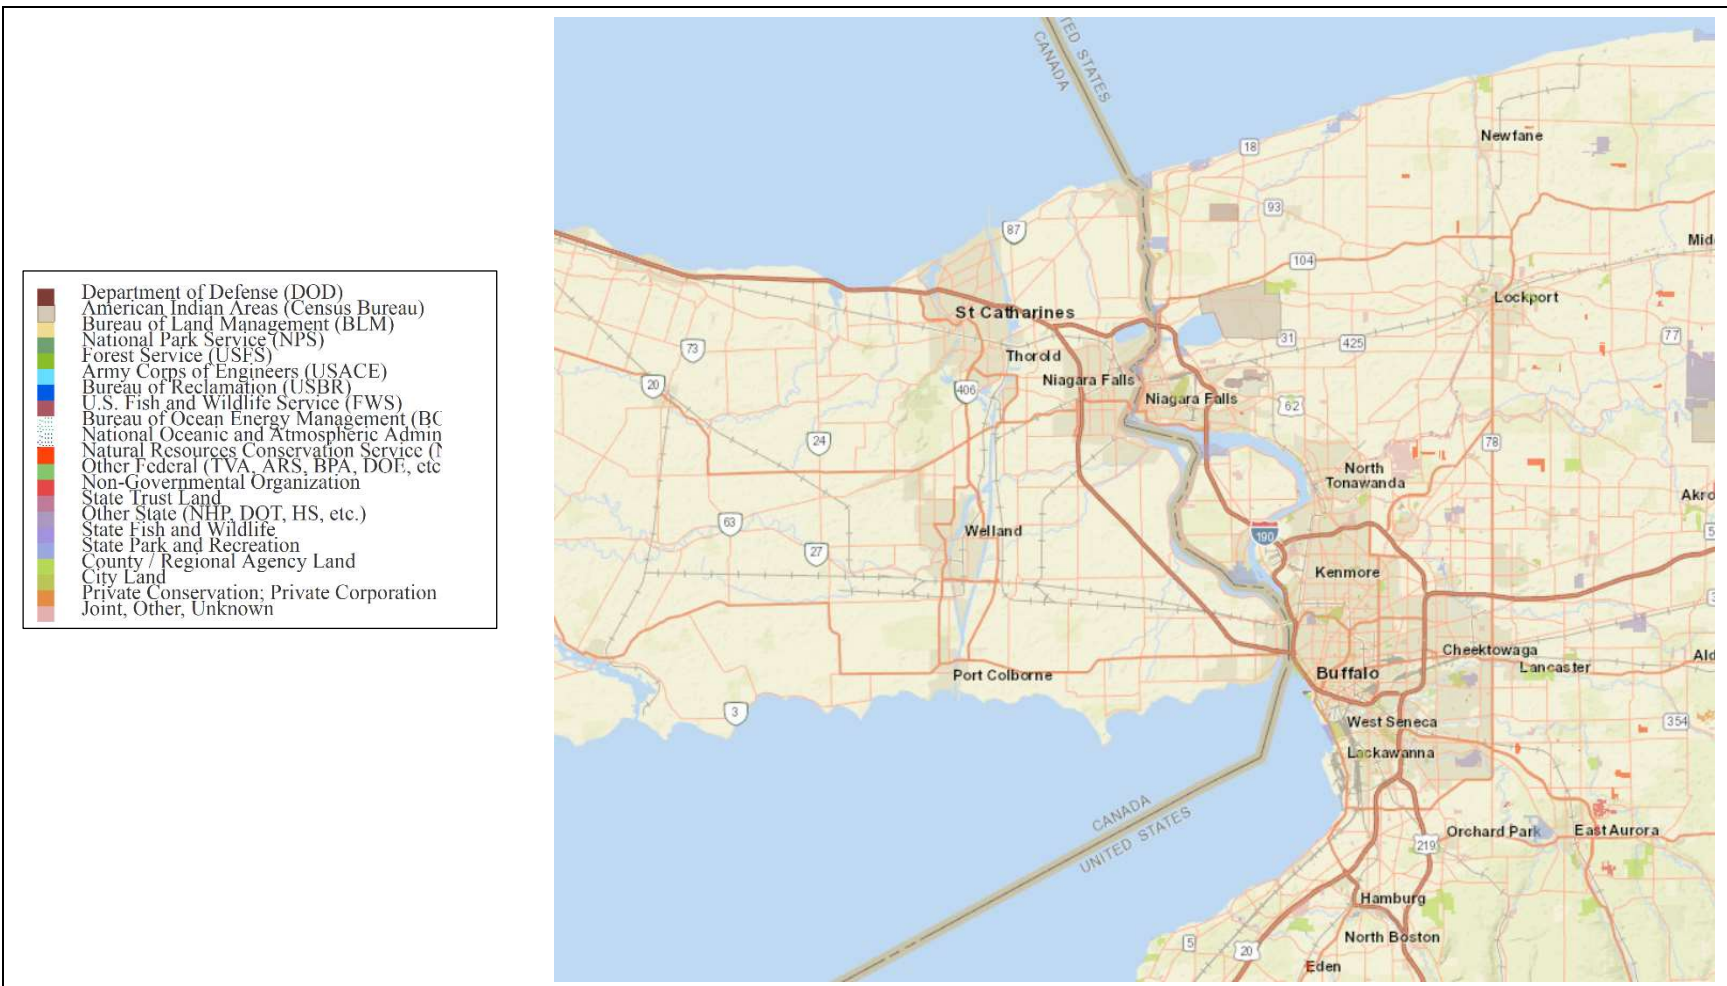 Department of Defense (DOD)
American Indian Areas (Census Bureau)
Bureau of Land Management (BLM)
National Park Service (NPS)
Forest Service (USFS)
Army Corps of Engineers (USACE)
Bureau of Reclamation (USBR)
U.S. Fish and Wildlife Service (FWS)
Bureau of Ocean Energy Management (BO
National Oceanic and Atmospheric Admin
Natural Resources Conservation Service (N
Other Federal (TVA, ARS, BPA, DOE, etc
Non-Governmental Organization
State Trust Land
Other State (NHP, DOT, HS, etc.)
State Fish and Wildlife
State Park and Recreation
County / Regional Agency Land
City Land
Private Conservation; Private Corporation
Joint, Other, Unknown
TED STATES
CANADA
Newfane
18
93
87
Mid
104
Lockport
St Catharines
31
425
77
73
Thorold
20
406
Niagara Falls
Niagara Falls
62
24
78
North
Tonawanda
Akro
63
Welland
190
5
27
Kenmore
3
Cheektowaga
Lancaster
Ald
Port Colborne
Buffalo
3
West Seneca
354
Lackawanna
CANADA
UNITED STATES
Orchard Park
East Aurora
219
Hamburg
North Boston
5
20
Eden